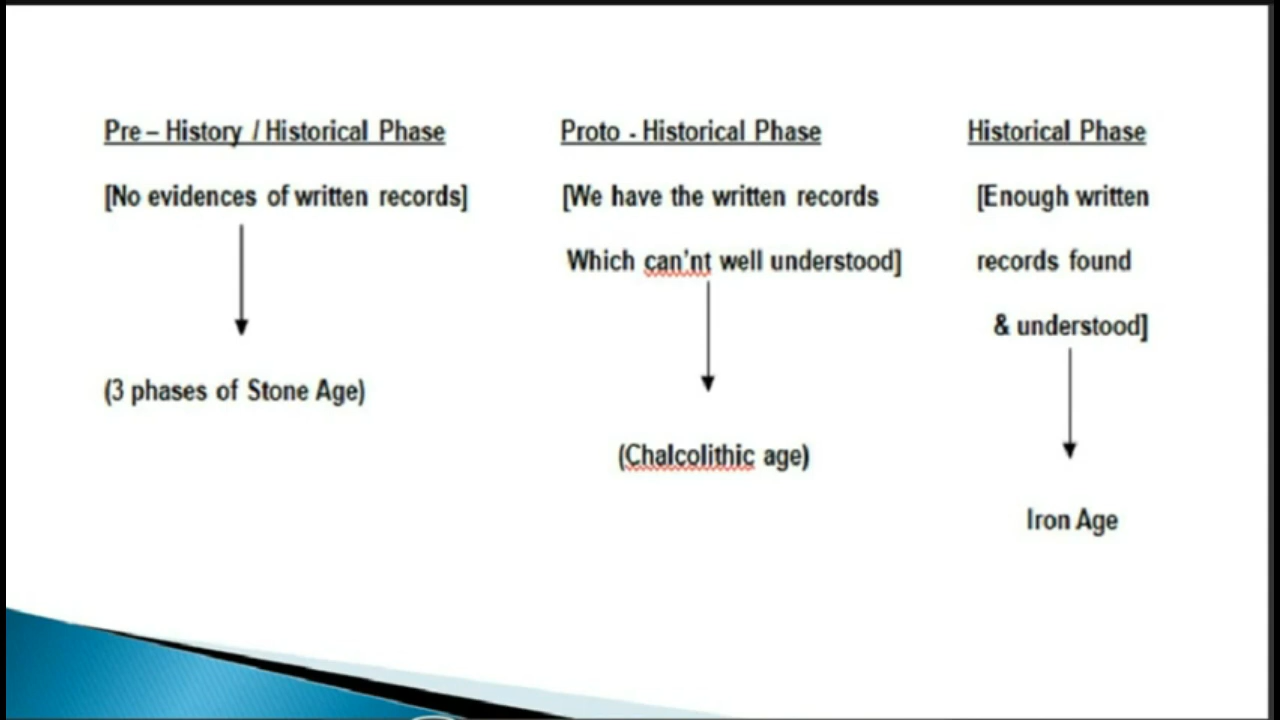 Pre – History / Historical Phase
[No evidences of written records]
(3 phases of Stone Age)
Proto - Historical Phase
[We have the written records
Which can'nt well understood]
(Chalcolithic age)
Historical Phase
[Enough written
records found
& understood]
Iron Age